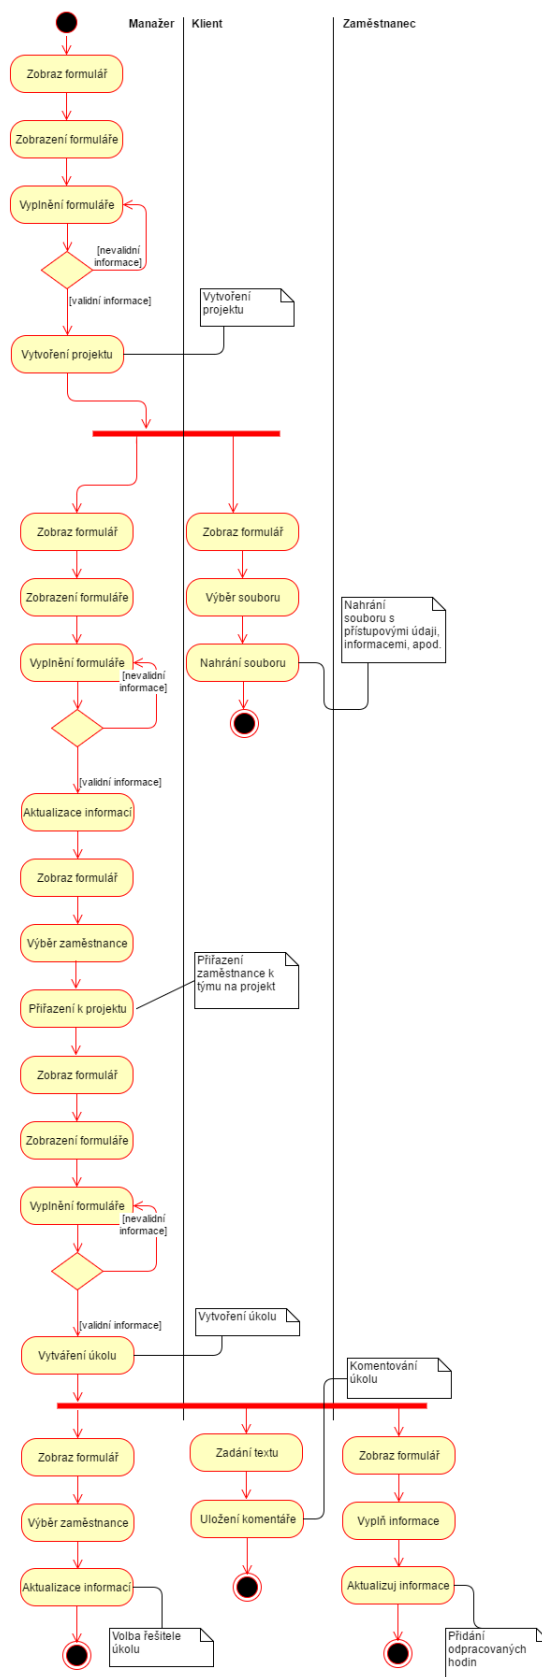 Manažer
Klient
Zaměstnanec
Zobraz formulář
Zobrazení formuláře
Vyplnění formuláře
[nevalidní
informace]
[validní informace]
Vytvoření
projektu
Vytvoření projektu
Zobraz formulář
Zobraz formulář
Zobrazení formuláře
Výběr souboru
Nahrání
souboru s
přístupovými údaji,
informacemi, apod.
Vyplnění formuláře
Nahrání souboru
[nevalidní
informace]
[validní informace]
Aktualizace informací
Zobraz formulář
Výběr zaměstnance
Přiřazení
zaměstnance k
týmu na projekt
Přiřazení k projektu
Zobraz formulář
Zobrazení formuláře
Vyplnění formuláře
[nevalidní
informace]
[validní informace]
Vytvoření úkolu
Vytváření úkolu
Komentování
úkolu
Zobraz formulář
Zadání textu
Zobraz formulář
Výběr zaměstnance
Uložení komentáře
Vyplň informace
Aktualizace informací
Aktualizuj informace
Volba řešitele
úkolu
Přidání
odpracovaných
hodin